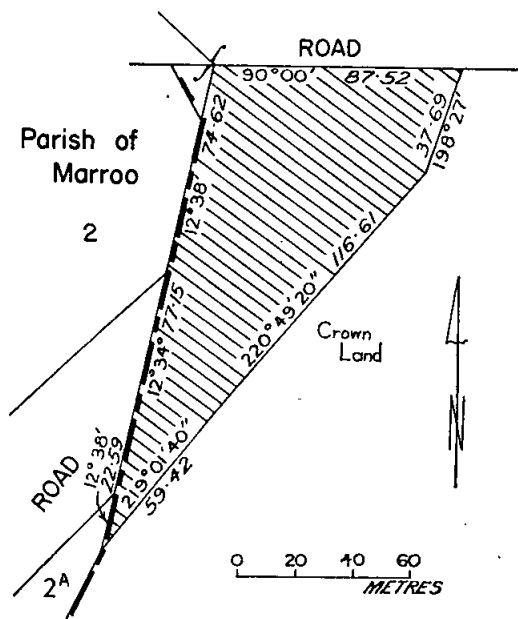 ROAD
90°00' 87·52
37·69
198°27'
Parish of
Marroo
2
74·62
12°38'
116·61
220°49'20"
77·15
12°34'
Crown
Land
219°01'40"
59·42
12°38'
22·59
ROAD
N
2A
0 20 40 60
METRES